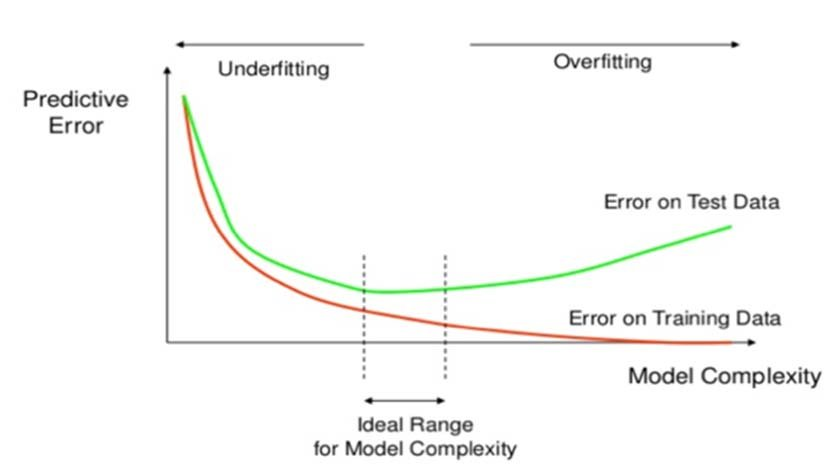 Underfitting
Overfitting
Predictive
Error
Error on Test Data
Error on Training Data
Model Complexity
Ideal Range
for Model Complexity